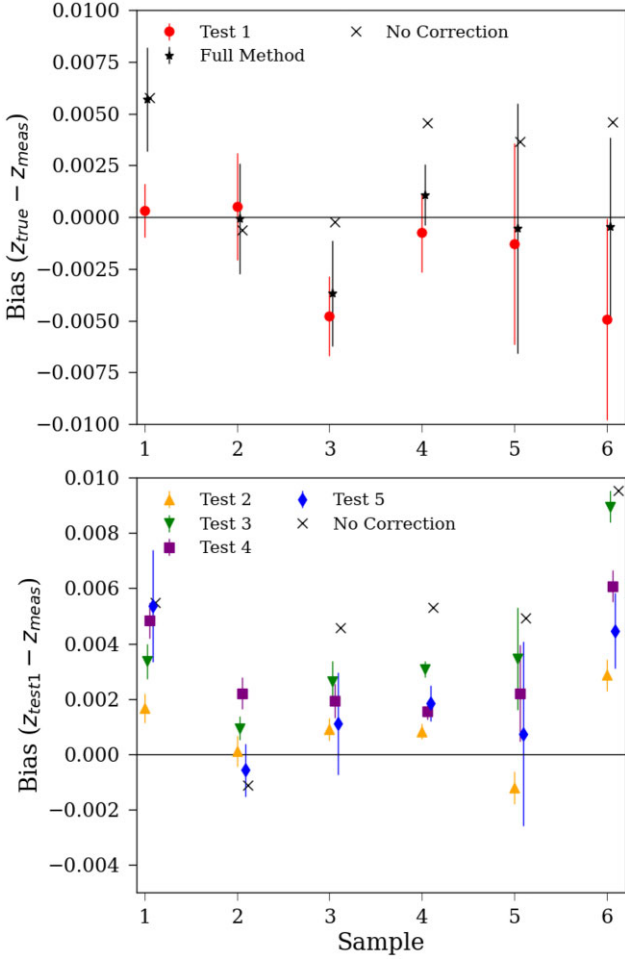 0.0100
Test 1
No Correction
0.0075
Full Method
0.0050
0.0025
0.0000
−0.0025
−0.0050
−0.0075
−0.0100
Bias (z_true − z_meas)
1 2 3 4 5 6
0.010
Test 2
Test 5
0.008
Test 3
No Correction
Test 4
0.006
0.004
0.002
0.000
−0.002
−0.004
Bias (z_test1 − z_meas)
1 2 3 4 5 6
Sample